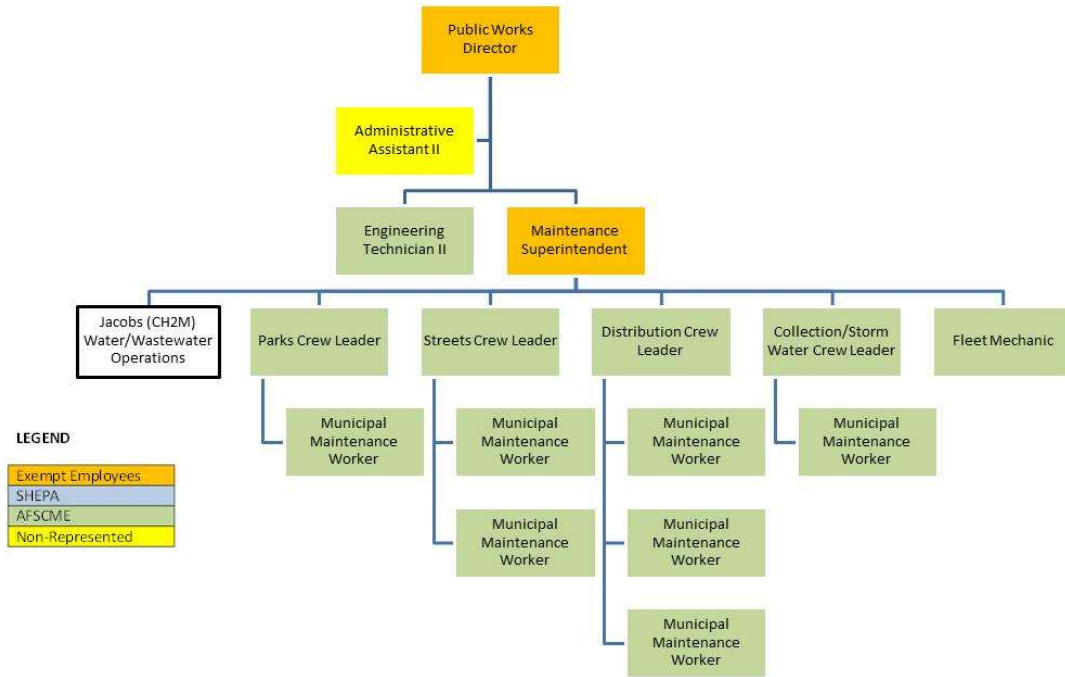 Public Works
Director
Administrative
Assistant II
Engineering
Technician II
Maintenance
Superintendent
Jacobs (CH2M)
Water/Wastewater
Operations
Parks Crew Leader
Streets Crew Leader
Distribution Crew
Leader
Collection/Storm
Water Crew Leader
Fleet Mechanic
Municipal
Maintenance
Worker
Municipal
Maintenance
Worker
Municipal
Maintenance
Worker
Municipal
Maintenance
Worker
Municipal
Maintenance
Worker
Municipal
Maintenance
Worker
Municipal
Maintenance
Worker
LEGEND
Exempt Employees
SHEPA
AFSCME
Non-Represented